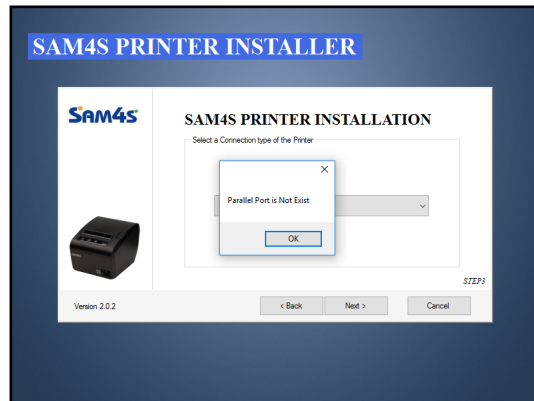 SAM4S PRINTER INSTALLER
SAM4S
SAM4S PRINTER INSTALLATION
Select a Connection type of the Printer
Parallel Port is Not Exist
OK
STEP3
Version 2.0.2
< Back
Next >
Cancel